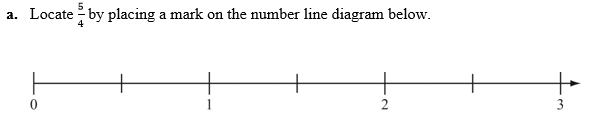 a. Locate 5/4 by placing a mark on the number line diagram below.
0 1 2 3